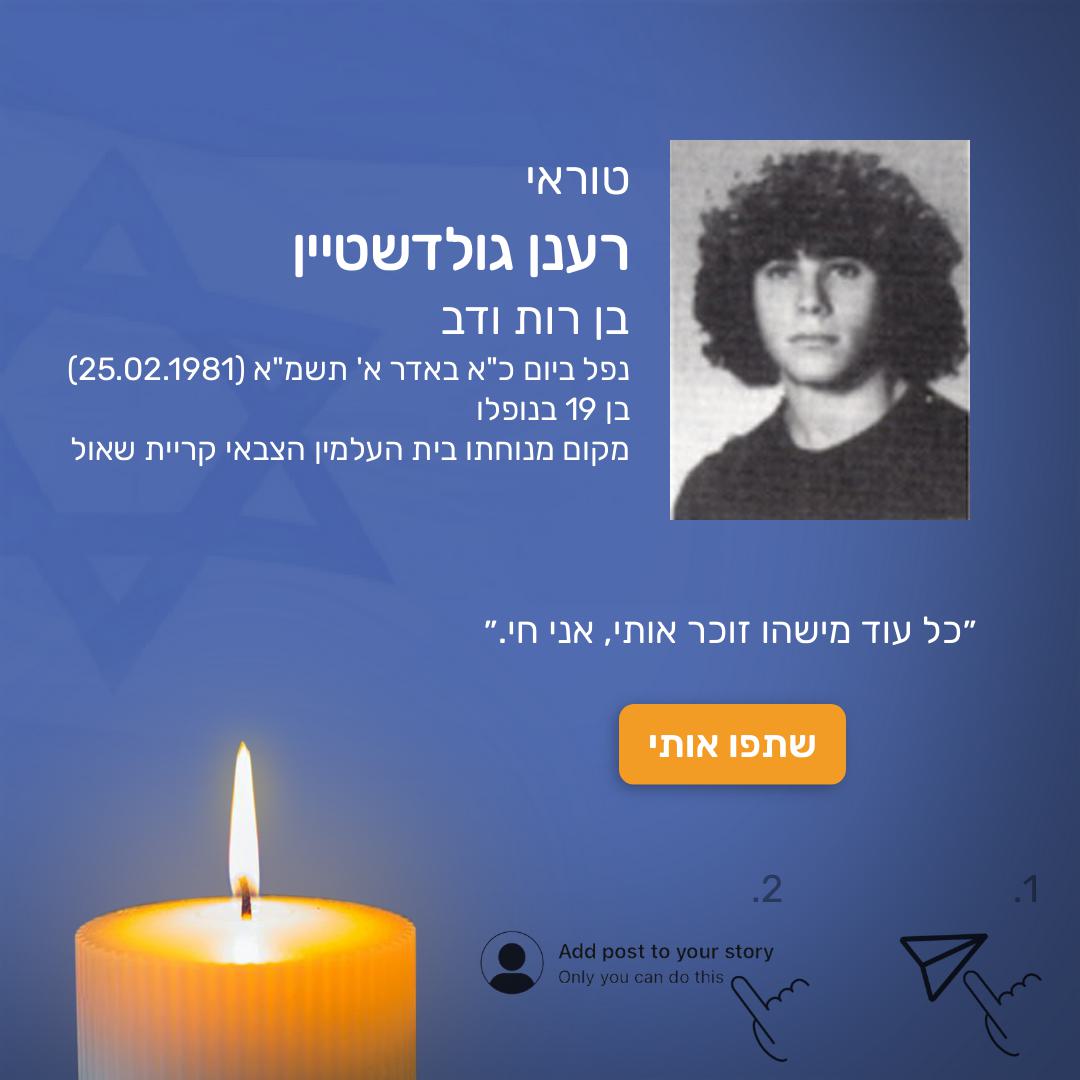 טוראי
רענן גולדשטיין
בן רות ודב
נפל ביום כ"א באדר א' תשמ"א (25.02.1981)
בן 19 בנופלו
מקום מנוחתו בית העלמין הצבאי קריית שאול
״כל עוד מישהו זוכר אותי, אני חי.״
שתפו אותי
.1
.2
Add post to your story
Only you can do this